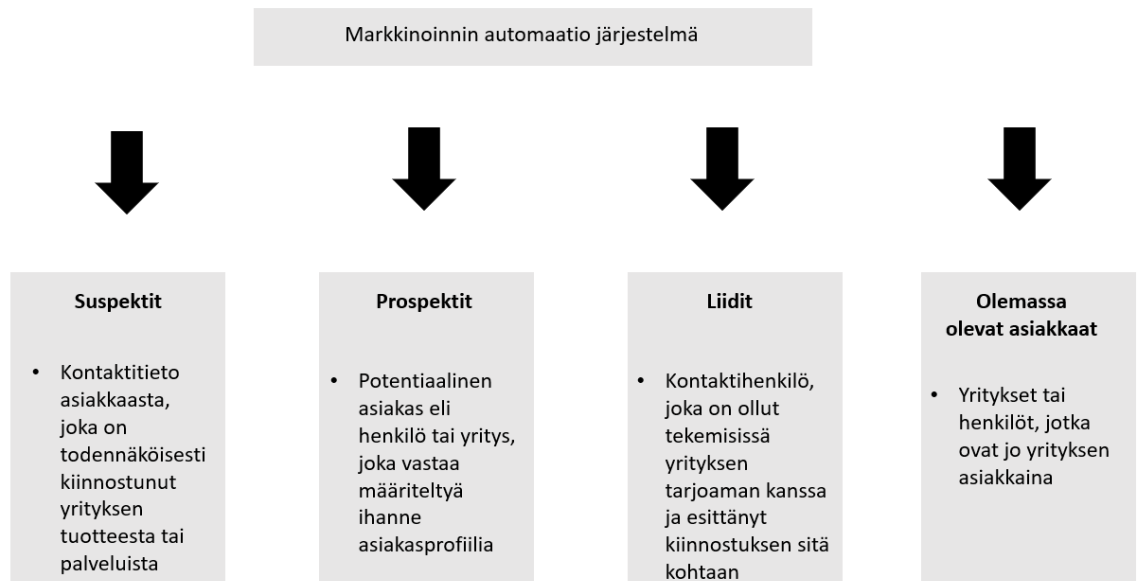 Markkinoinnin automaatio järjestelmä
Suspektit
• Kontaktitieto
asiakkaasta,
joka on
todennäköisesti
kiinnostunut
yrityksen
tuotteesta tai
palveluista
Prospektit
• Potentiaalinen
asiakas eli
henkilö tai yritys,
joka vastaa
määriteltyä
ihanne
asiakasprofiilia
Liidit
• Kontaktihenkilö,
joka on ollut
tekemisissä
yrityksen
tarjoaman kanssa
ja esittänyt
kiinnostuksen sitä
kohtaan
Olemassa
olevat asiakkaat
• Yritykset tai
henkilöt, jotka
ovat jo yrityksen
asiakkaina